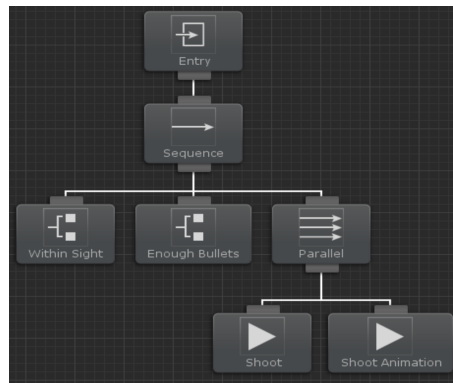 Entry
Sequence
Within Sight
Enough Bullets
Parallel
Shoot
Shoot Animation